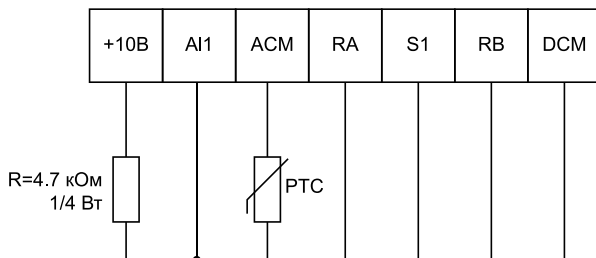 +10В AI1 ACM RA S1 RB DCM
R=4.7 кОм
1/4 Вт
PTC